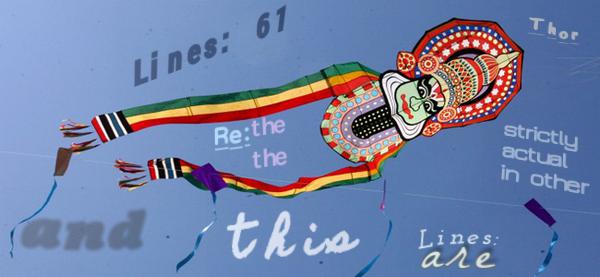 Lines: 61
Thor
Re: the
the
strictly
actual
in other
and
this
Lines:
are